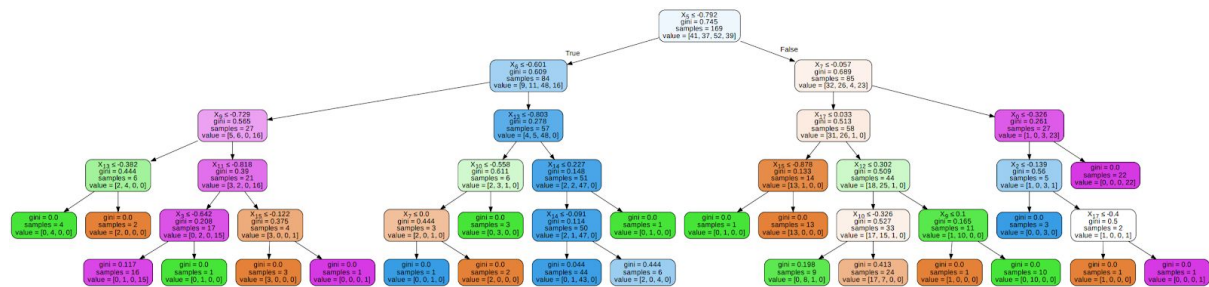 X5 ≤ -0.792
gini = 0.745
samples = 169
value = [41, 37, 52, 39]
True
False
X6 ≤ -0.601
gini = 0.609
samples = 84
value = [9, 11, 48, 16]
X7 ≤ -0.057
gini = 0.689
samples = 85
value = [32, 26, 4, 23]
X9 ≤ -0.729
gini = 0.565
samples = 27
value = [5, 6, 0, 16]
X15 ≤ -0.803
gini = 0.278
samples = 57
value = [4, 5, 48, 0]
X17 ≤ 0.033
gini = 0.513
samples = 58
value = [31, 26, 1, 0]
X0 ≤ -0.326
gini = 0.261
samples = 27
value = [1, 0, 3, 23]
X13 ≤ -0.382
gini = 0.444
samples = 6
value = [2, 4, 0, 0]
X11 ≤ -0.818
gini = 0.39
samples = 21
value = [3, 2, 0, 16]
X10 ≤ -0.558
gini = 0.611
samples = 6
value = [2, 3, 1, 0]
X14 ≤ 0.227
gini = 0.148
samples = 51
value = [2, 2, 47, 0]
X15 ≤ -0.878
gini = 0.133
samples = 14
value = [13, 1, 0, 0]
X12 ≤ 0.302
gini = 0.509
samples = 44
value = [18, 25, 1, 0]
X2 ≤ -0.139
gini = 0.56
samples = 5
value = [1, 0, 3, 1]
gini = 0.0
samples = 22
value = [0, 0, 0, 22]
gini = 0.0
samples = 4
value = [0, 4, 0, 0]
gini = 0.0
samples = 2
value = [2, 0, 0, 0]
X3 ≤ -0.642
gini = 0.208
samples = 17
value = [0, 2, 0, 15]
X15 ≤ -0.122
gini = 0.375
samples = 4
value = [3, 0, 0, 1]
X7 ≤ 0.0
gini = 0.444
samples = 3
value = [2, 0, 1, 0]
gini = 0.0
samples = 3
value = [0, 3, 0, 0]
X14 ≤ -0.091
gini = 0.114
samples = 50
value = [2, 1, 47, 0]
gini = 0.0
samples = 1
value = [0, 1, 0, 0]
gini = 0.0
samples = 1
value = [0, 1, 0, 0]
gini = 0.0
samples = 13
value = [13, 0, 0, 0]
X10 ≤ -0.326
gini = 0.527
samples = 33
value = [17, 15, 1, 0]
X9 ≤ 0.1
gini = 0.165
samples = 11
value = [1, 10, 0, 0]
gini = 0.0
samples = 3
value = [0, 0, 3, 0]
X17 ≤ -0.4
gini = 0.5
samples = 2
value = [1, 0, 0, 1]
gini = 0.117
samples = 16
value = [0, 1, 0, 15]
gini = 0.0
samples = 1
value = [0, 1, 0, 0]
gini = 0.0
samples = 3
value = [3, 0, 0, 0]
gini = 0.0
samples = 1
value = [0, 0, 0, 1]
gini = 0.0
samples = 1
value = [0, 0, 1, 0]
gini = 0.0
samples = 2
value = [2, 0, 0, 0]
gini = 0.044
samples = 44
value = [0, 1, 43, 0]
gini = 0.444
samples = 6
value = [2, 0, 4, 0]
gini = 0.198
samples = 9
value = [0, 8, 1, 0]
gini = 0.413
samples = 24
value = [17, 7, 0, 0]
gini = 0.0
samples = 1
value = [1, 0, 0, 0]
gini = 0.0
samples = 10
value = [0, 10, 0, 0]
gini = 0.0
samples = 1
value = [1, 0, 0, 0]
gini = 0.0
samples = 1
value = [0, 0, 0, 1]